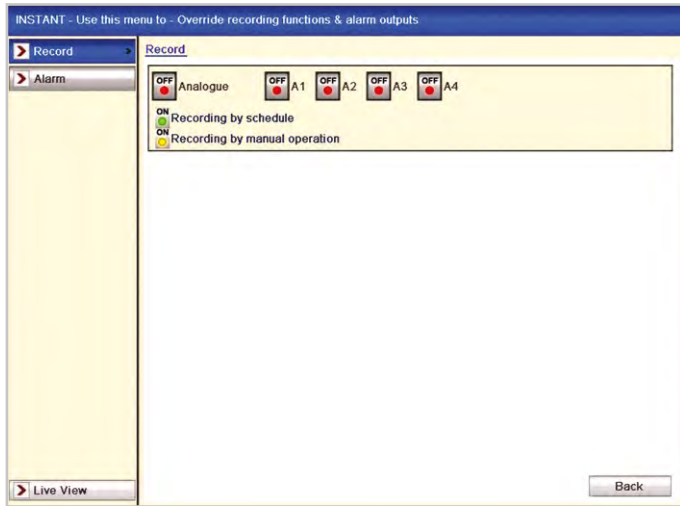 INSTANT - Use this menu to - Override recording functions & alarm outputs
Record
Alarm
Record
OFF Analogue OFF A1 OFF A2 OFF A3 OFF A4
ON Recording by schedule
ON Recording by manual operation
Live View
Back